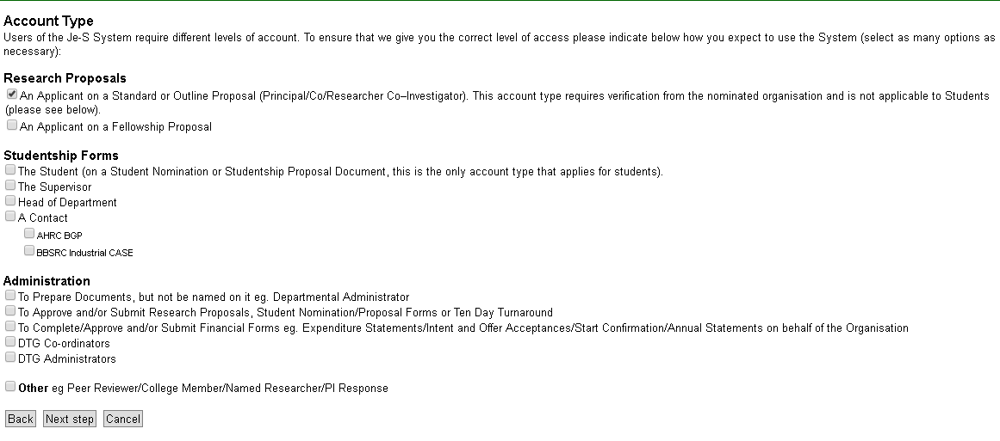 Account Type
Users of the Je-S System require different levels of account. To ensure that we give you the correct level of access please indicate below how you expect to use the System (select as many options as
necessary):
Research Proposals
An Applicant on a Standard or Outline Proposal (Principal/Co/Researcher Co–Investigator). This account type requires verification from the nominated organisation and is not applicable to Students
(please see below).
An Applicant on a Fellowship Proposal
Studentship Forms
The Student (on a Student Nomination or Studentship Proposal Document, this is the only account type that applies for students).
The Supervisor
Head of Department
A Contact
AHRC BGP
BBSRC Industrial CASE
Administration
To Prepare Documents, but not be named on it eg. Departmental Administrator
To Approve and/or Submit Research Proposals, Student Nomination/Proposal Forms or Ten Day Turnaround
To Complete/Approve and/or Submit Financial Forms eg. Expenditure Statements/Intent and Offer Acceptances/Start Confirmation/Annual Statements on behalf of the Organisation
DTG Co-ordinators
DTG Administrators
Other eg Peer Reviewer/College Member/Named Researcher/PI Response
Back Next step Cancel